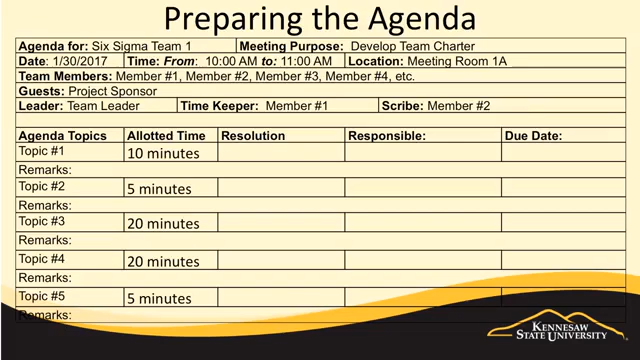 Preparing the Agenda
Agenda for: Six Sigma Team 1 Meeting Purpose: Develop Team Charter
Date: 1/30/2017 Time: From: 10:00 AM to: 11:00 AM Location: Meeting Room 1A
Team Members: Member #1, Member #2, Member #3, Member #4, etc.
Guests: Project Sponsor
Leader: Team Leader Time Keeper: Member #1 Scribe: Member #2
Agenda Topics Allotted Time Resolution Responsible: Due Date:
Topic #1 10 minutes
Remarks:
Topic #2 5 minutes
Remarks:
Topic #3 20 minutes
Remarks:
Topic #4 20 minutes
Remarks:
Topic #5 5 minutes
Remarks:
KENNESAW
STATE UNIVERSITY